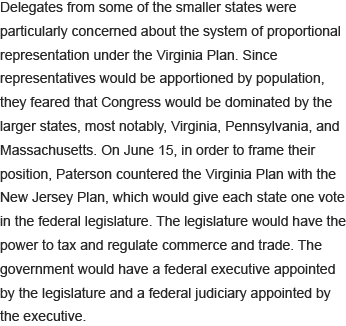 Delegates from some of the smaller states were
particularly concerned about the system of proportional
representation under the Virginia Plan. Since
representatives would be apportioned by population,
they feared that Congress would be dominated by the
larger states, most notably, Virginia, Pennsylvania, and
Massachusetts. On June 15, in order to frame their
position, Paterson countered the Virginia Plan with the
New Jersey Plan, which would give each state one vote
in the federal legislature. The legislature would have the
power to tax and regulate commerce and trade. The
government would have a federal executive appointed
by the legislature and a federal judiciary appointed by
the executive.